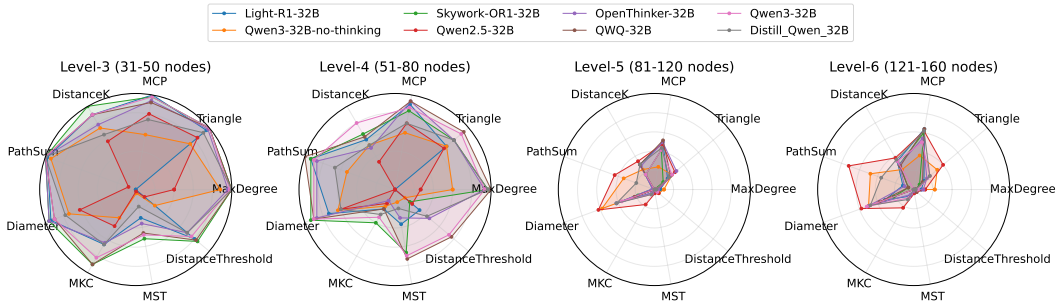 Light-R1-32B
Skywork-OR1-32B
OpenThinker-32B
Qwen3-32B
Qwen3-32B-no-thinking
Qwen2.5-32B
QWQ-32B
Distill_Qwen_32B
Level-3 (31-50 nodes)
MCP
DistanceK
Triangle
PathSum
MaxDegree
Diameter
DistanceThreshold
MKC
MST
Level-4 (51-80 nodes)
MCP
DistanceK
Triangle
PathSum
MaxDegree
Diameter
DistanceThreshold
MKC
MST
Level-5 (81-120 nodes)
MCP
DistanceK
Triangle
PathSum
MaxDegree
Diameter
DistanceThreshold
MKC
MST
Level-6 (121-160 nodes)
MCP
DistanceK
Triangle
PathSum
MaxDegree
Diameter
DistanceThreshold
MKC
MST